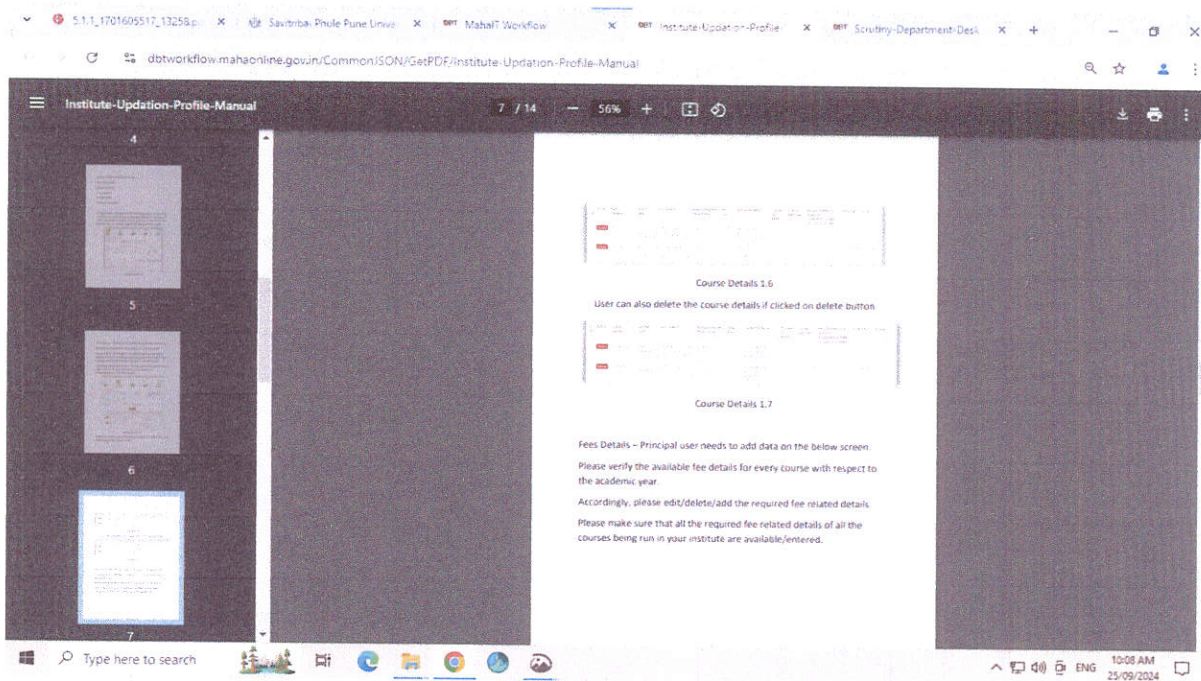 5.1.1_1701605517_13258.p
Savitribai Phule Pune Unive
DBT MahaIT Workflow
DBT Institute-Updation-Profile
DBT Scrutiny-Department-Desk
dbtworkflow.mahaonline.gov.in/CommonJSON/GetPDF/Institute-Updation-Profile-Manual
Institute-Updation-Profile-Manual
7 / 14
56%
4
5
6
7
Course Details 1.6
User can also delete the course details if clicked on delete button
Course Details 1.7
Fees Details – Principal user needs to add data on the below screen.
Please verify the available fee details for every course with respect to
the academic year.
Accordingly, please edit/delete/add the required fee related details
Please make sure that all the required fee related details of all the
courses being run in your institute are available/entered.
Type here to search
ENG
10:08 AM
25/09/2024